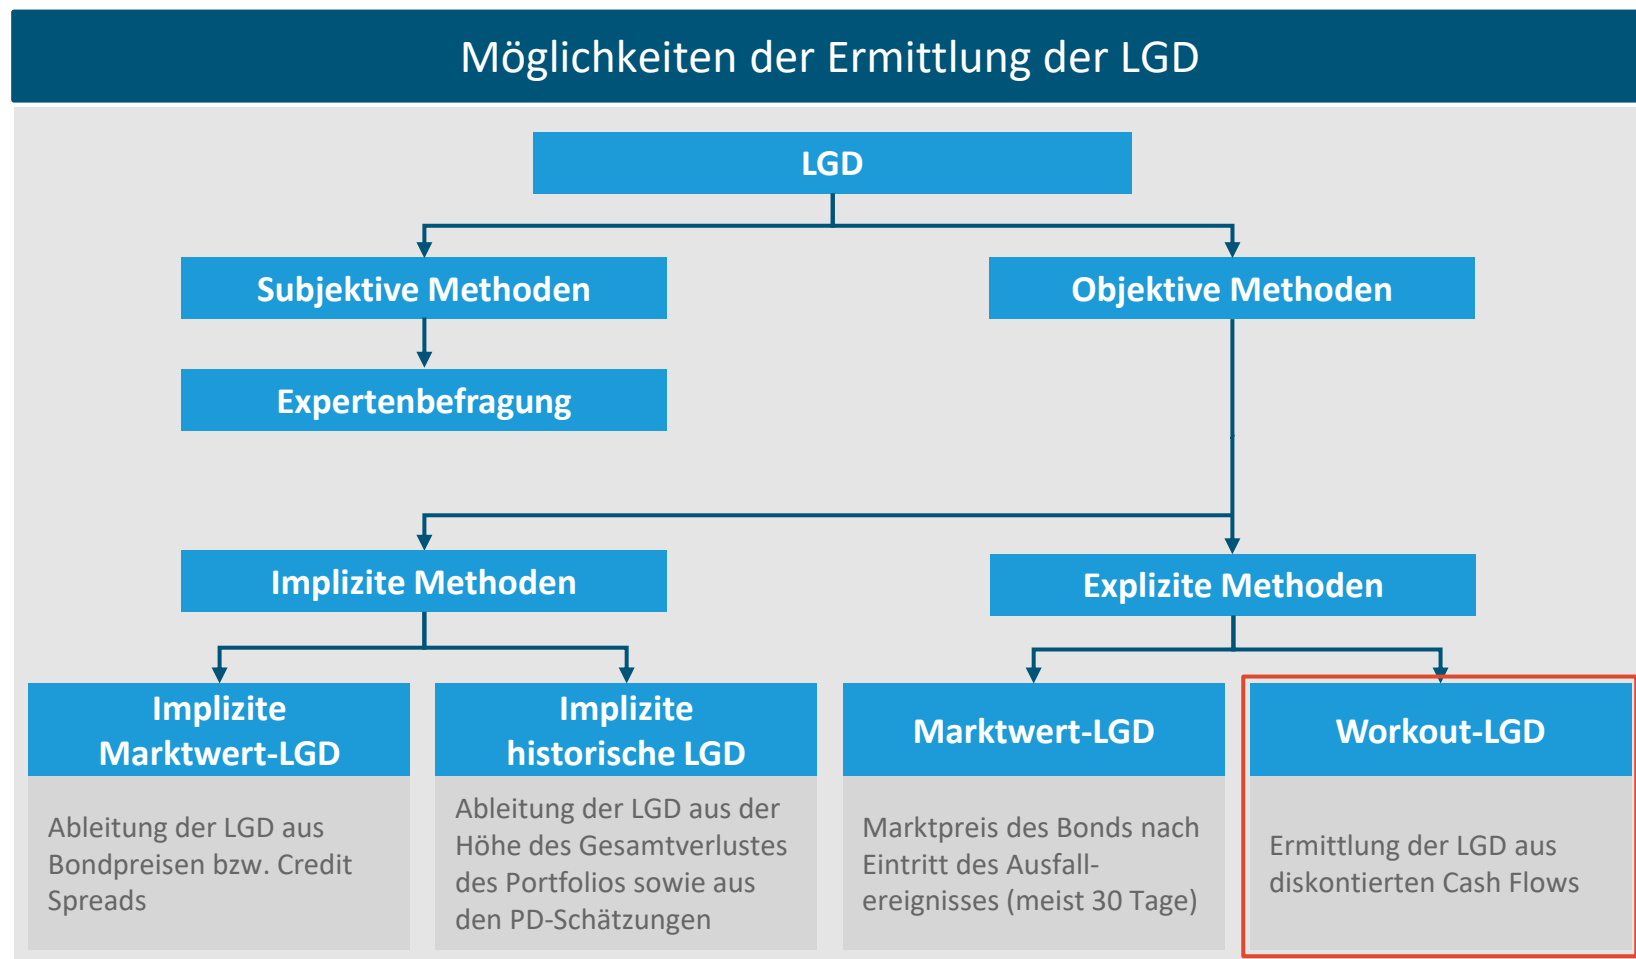 Möglichkeiten der Ermittlung der LGD
LGD
Subjektive Methoden
Objektive Methoden
Expertenbefragung
Implizite Methoden
Explizite Methoden
Implizite
Marktwert-LGD
Ableitung der LGD aus
Bondpreisen bzw. Credit
Spreads
Implizite
historische LGD
Ableitung der LGD aus der
Höhe des Gesamtverlustes
des Portfolios sowie aus
den PD-Schätzungen
Marktwert-LGD
Marktpreis des Bonds nach
Eintritt des Ausfall-
ereignisses (meist 30 Tage)
Workout-LGD
Ermittlung der LGD aus
diskontierten Cash Flows